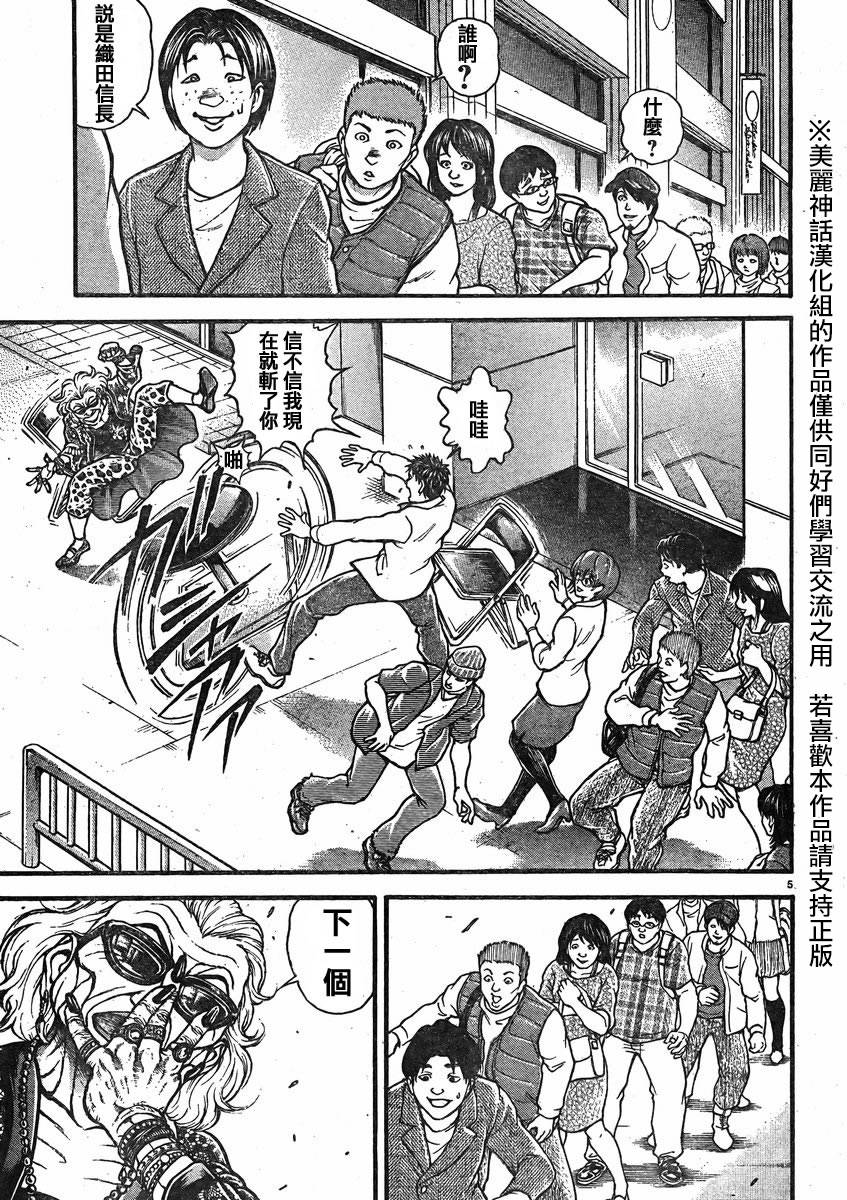 什麼?
誰啊?
說是織田信長
哇哇
信不信我現
在就斬了你
啪
ガガガ
5
下一個
※美麗神話漢化組的作品僅供同好們學習交流之用 若喜歡本作品請支持正版